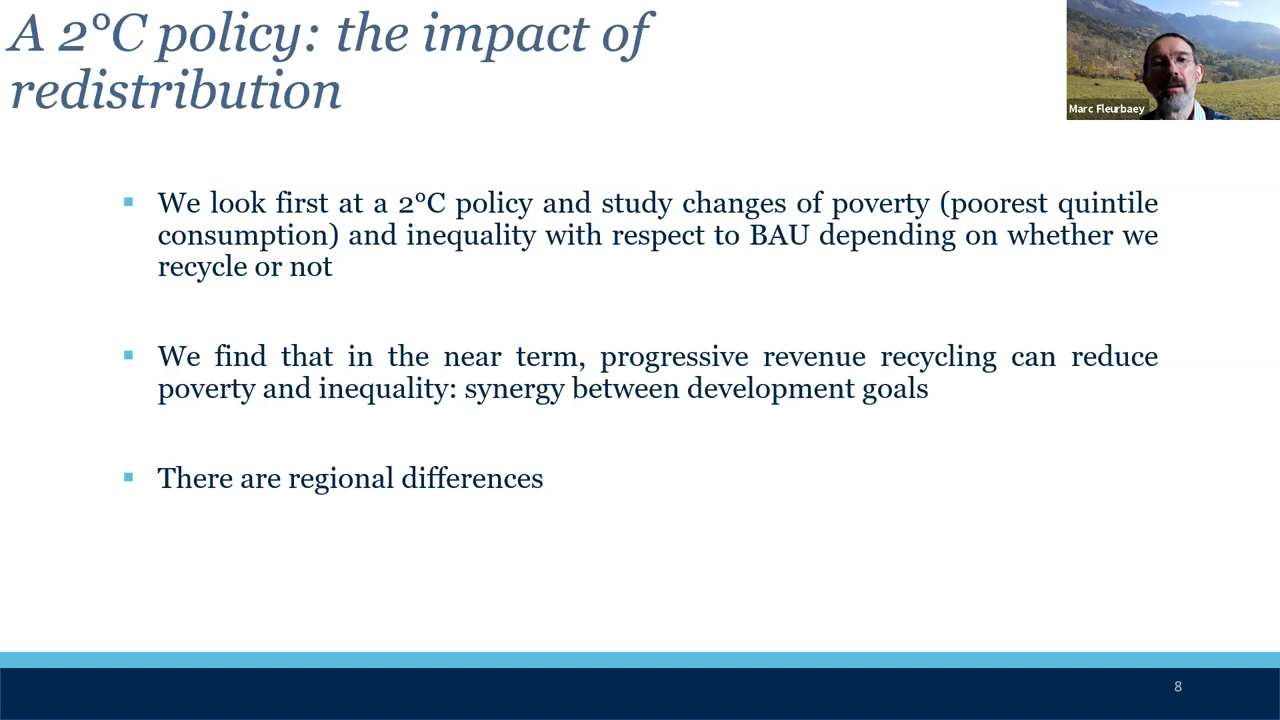 A 2°C policy: the impact of
redistribution
Marc Fleurbaey
▪ We look first at a 2°C policy and study changes of poverty (poorest quintile
consumption) and inequality with respect to BAU depending on whether we
recycle or not
▪ We find that in the near term, progressive revenue recycling can reduce
poverty and inequality: synergy between development goals
▪ There are regional differences
8